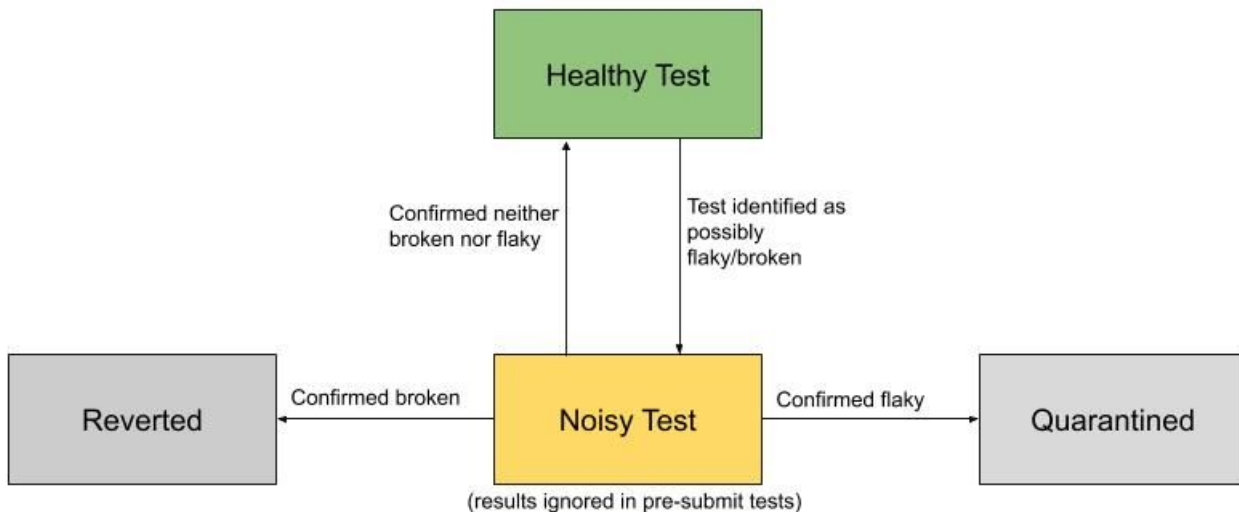 Healthy Test
Confirmed neither
broken nor flaky
Test identified as
possibly
flaky/broken
Reverted
Confirmed broken
Noisy Test
Confirmed flaky
Quarantined
(results ignored in pre-submit tests)